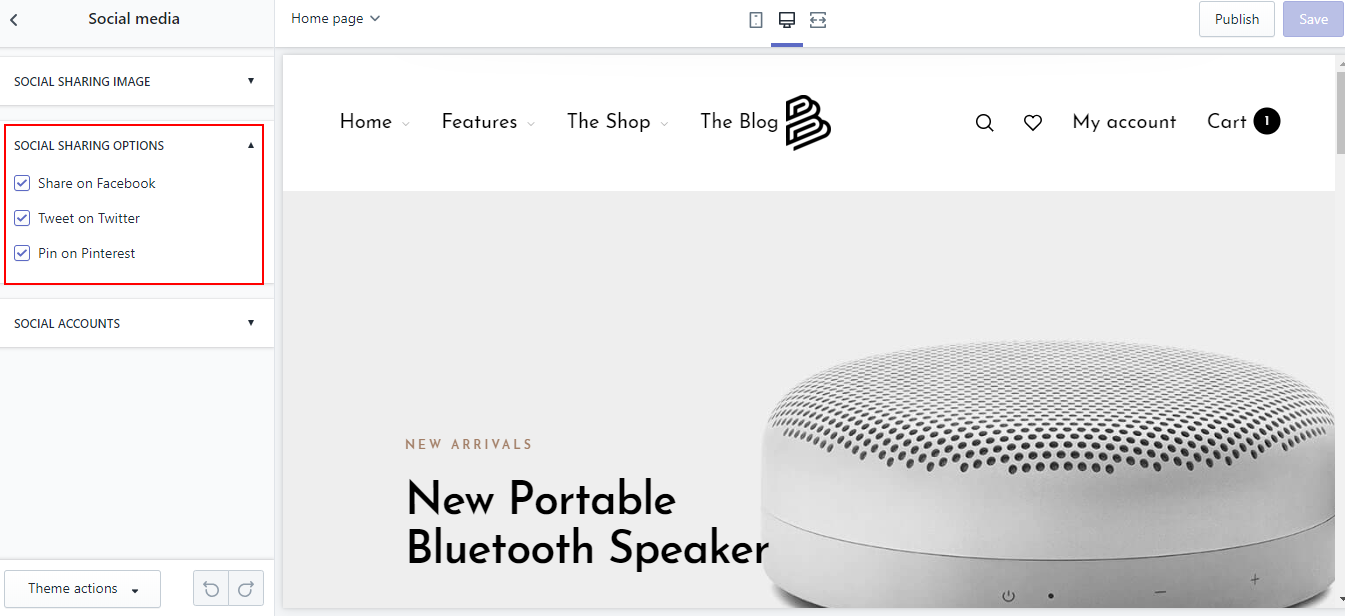 Social media
Home page
Publish
Save
SOCIAL SHARING IMAGE
SOCIAL SHARING OPTIONS
Share on Facebook
Tweet on Twitter
Pin on Pinterest
SOCIAL ACCOUNTS
Theme actions
Home Features The Shop The Blog My account Cart 1
NEW ARRIVALS
New Portable
Bluetooth Speaker